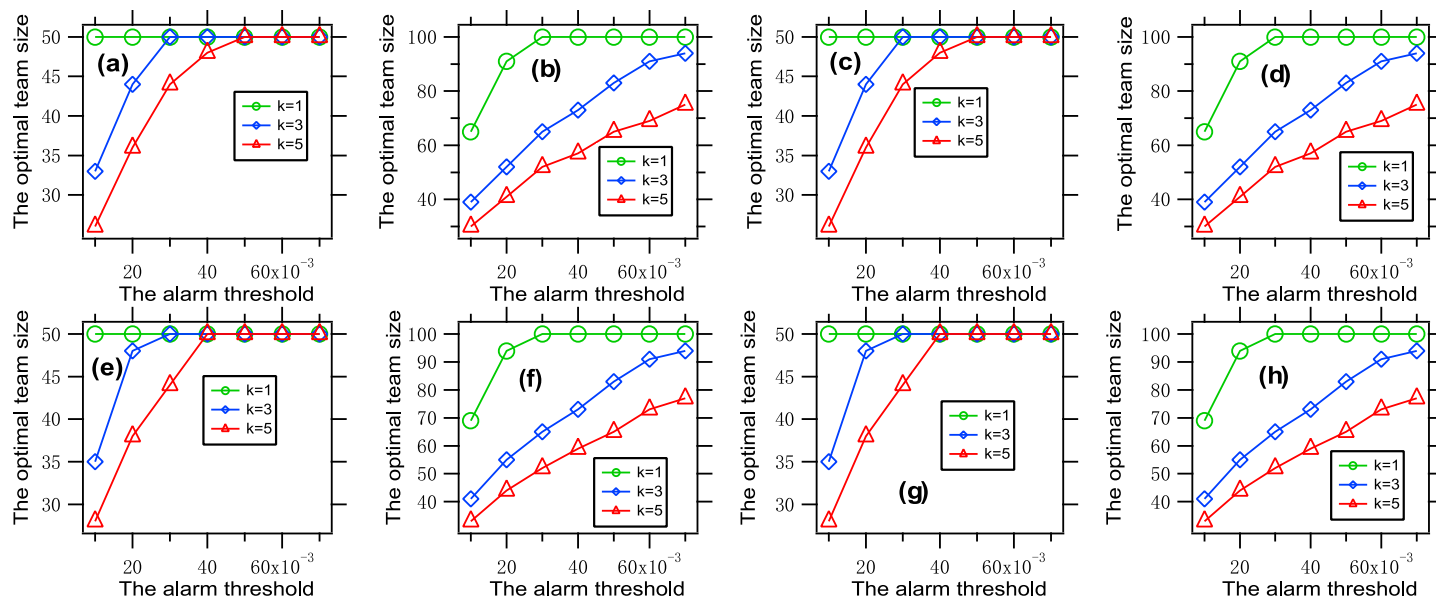 The optimal team size
50
45
40
35
30
(a)
k=1
k=3
k=5
20
40
60x10⁻³
The alarm threshold
The optimal team size
100
80
60
40
(b)
k=1
k=3
k=5
20
40
60x10⁻³
The alarm threshold
The optimal team size
50
45
40
35
30
(c)
k=1
k=3
k=5
20
40
60x10⁻³
The alarm threshold
The optimal team size
100
80
60
40
(d)
k=1
k=3
k=5
20
40
60x10⁻³
The alarm threshold
The optimal team size
50
45
40
35
30
(e)
k=1
k=3
k=5
20
40
60x10⁻³
The alarm threshold
The optimal team size
100
90
80
70
60
50
40
(f)
k=1
k=3
k=5
20
40
60x10⁻³
The alarm threshold
The optimal team size
50
45
40
35
30
(g)
k=1
k=3
k=5
20
40
60x10⁻³
The alarm threshold
The optimal team size
100
90
80
70
60
50
40
(h)
k=1
k=3
k=5
20
40
60x10⁻³
The alarm threshold